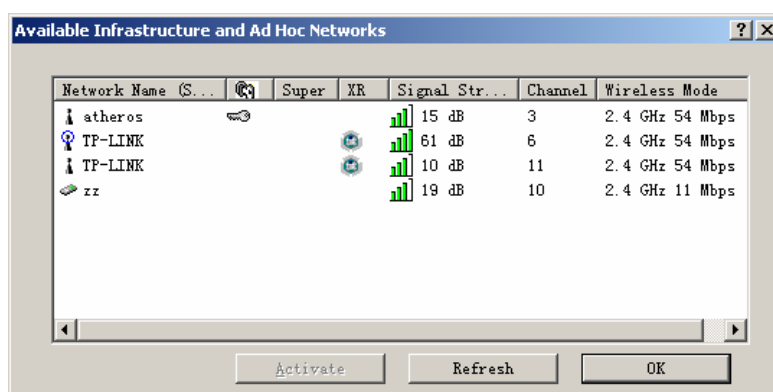 Available Infrastructure and Ad Hoc Networks
Network Name (S... Super XR Signal Str... Channel Wireless Mode
atheros 15 dB 3 2.4 GHz 54 Mbps
TP-LINK 61 dB 6 2.4 GHz 54 Mbps
TP-LINK 10 dB 11 2.4 GHz 54 Mbps
zz 19 dB 10 2.4 GHz 11 Mbps
Activate Refresh OK